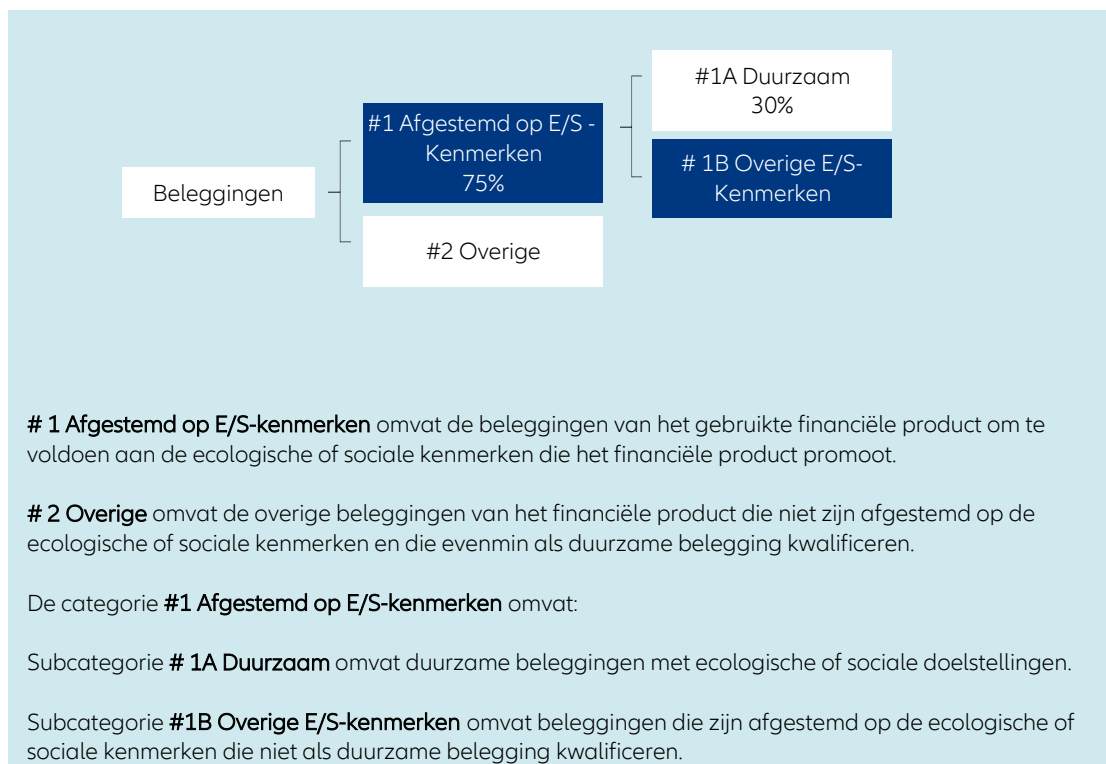 #1A Duurzaam
30%
#1 Afgestemd op E/S -
Kenmerken
75%
# 1B Overige E/S-
Kenmerken
Beleggingen
#2 Overige
# 1 Afgestemd op E/S-kenmerken omvat de beleggingen van het gebruikte financiële product om te
voldoen aan de ecologische of sociale kenmerken die het financiële product promoot.
# 2 Overige omvat de overige beleggingen van het financiële product die niet zijn afgestemd op de
ecologische of sociale kenmerken en die evenmin als duurzame belegging kwalificeren.
De categorie #1 Afgestemd op E/S-kenmerken omvat:
Subcategorie # 1A Duurzaam omvat duurzame beleggingen met ecologische of sociale doelstellingen.
Subcategorie #1B Overige E/S-kenmerken omvat beleggingen die zijn afgestemd op de ecologische of
sociale kenmerken die niet als duurzame belegging kwalificeren.